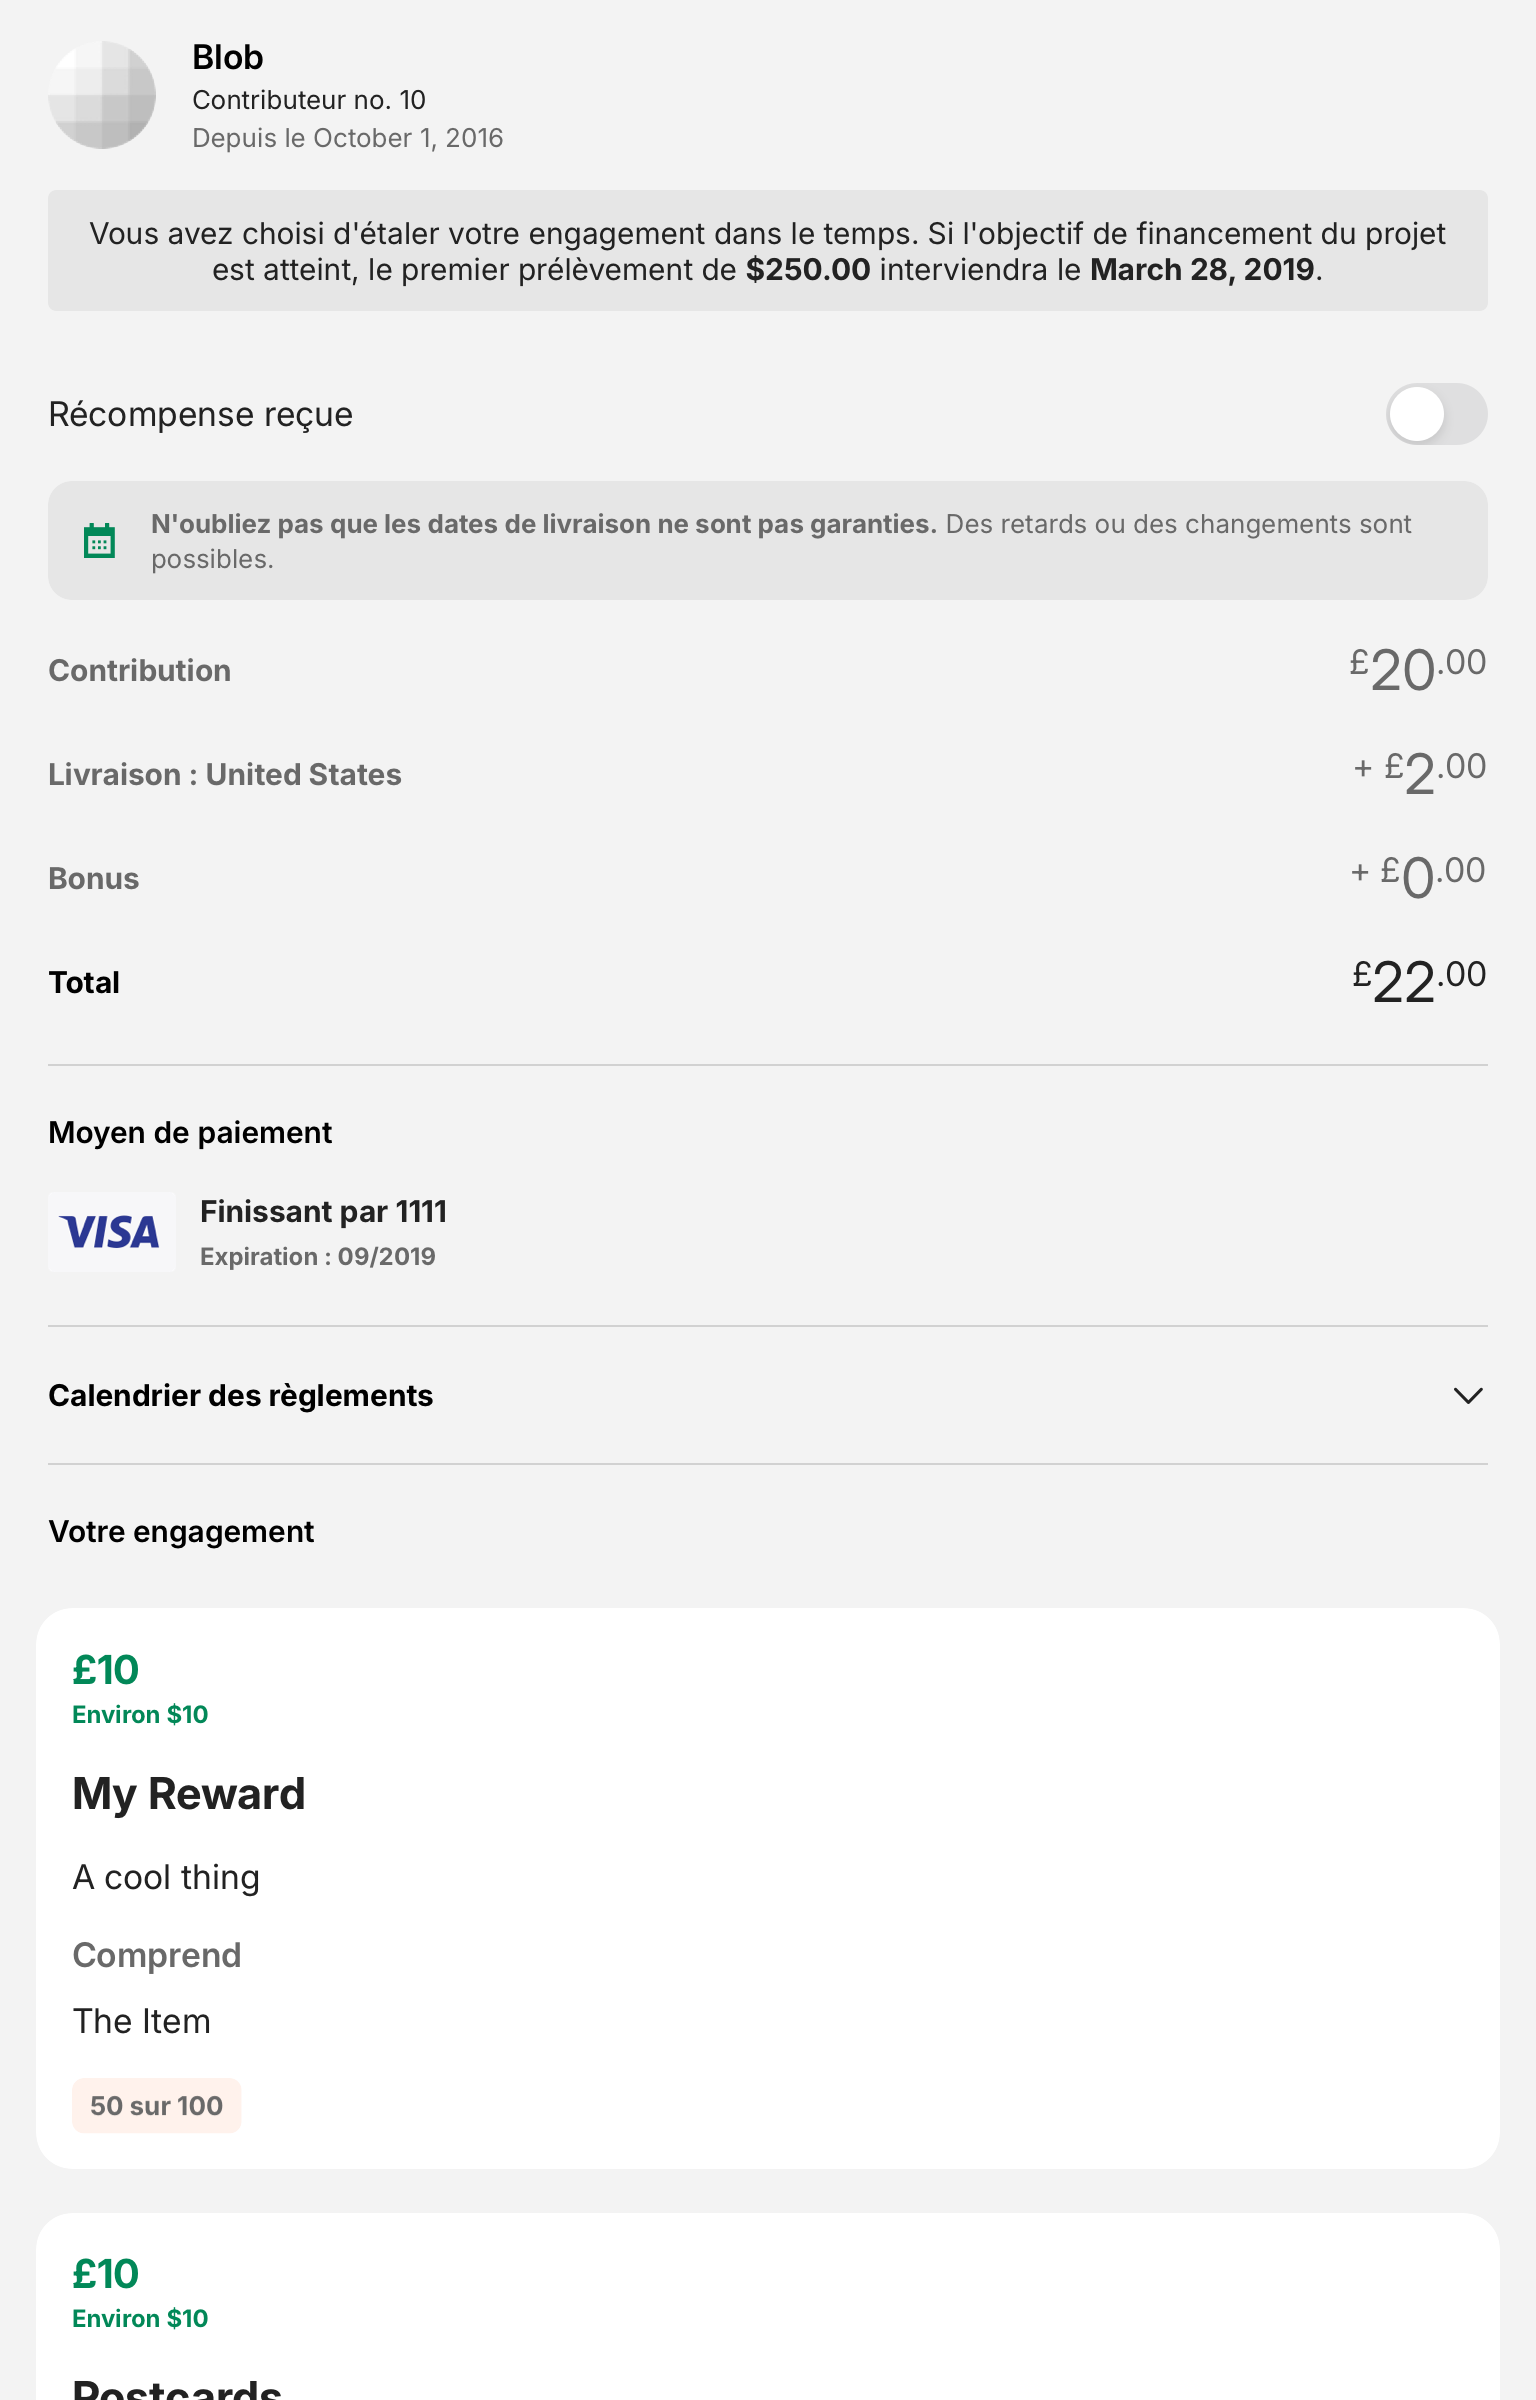 Blob
Contributeur no. 10
Depuis le October 1, 2016
Vous avez choisi d'étaler votre engagement dans le temps. Si l'objectif de financement du projet
est atteint, le premier prélèvement de $250.00 interviendra le March 28, 2019.
Récompense reçue
N'oubliez pas que les dates de livraison ne sont pas garanties. Des retards ou des changements sont
possibles.
Contribution £20.00
Livraison : United States + £2.00
Bonus + £0.00
Total £22.00
Moyen de paiement
VISA
Finissant par 1111
Expiration : 09/2019
Calendrier des règlements
Votre engagement
£10
Environ $10
My Reward
A cool thing
Comprend
The Item
50 sur 100
£10
Environ $10
Postcards